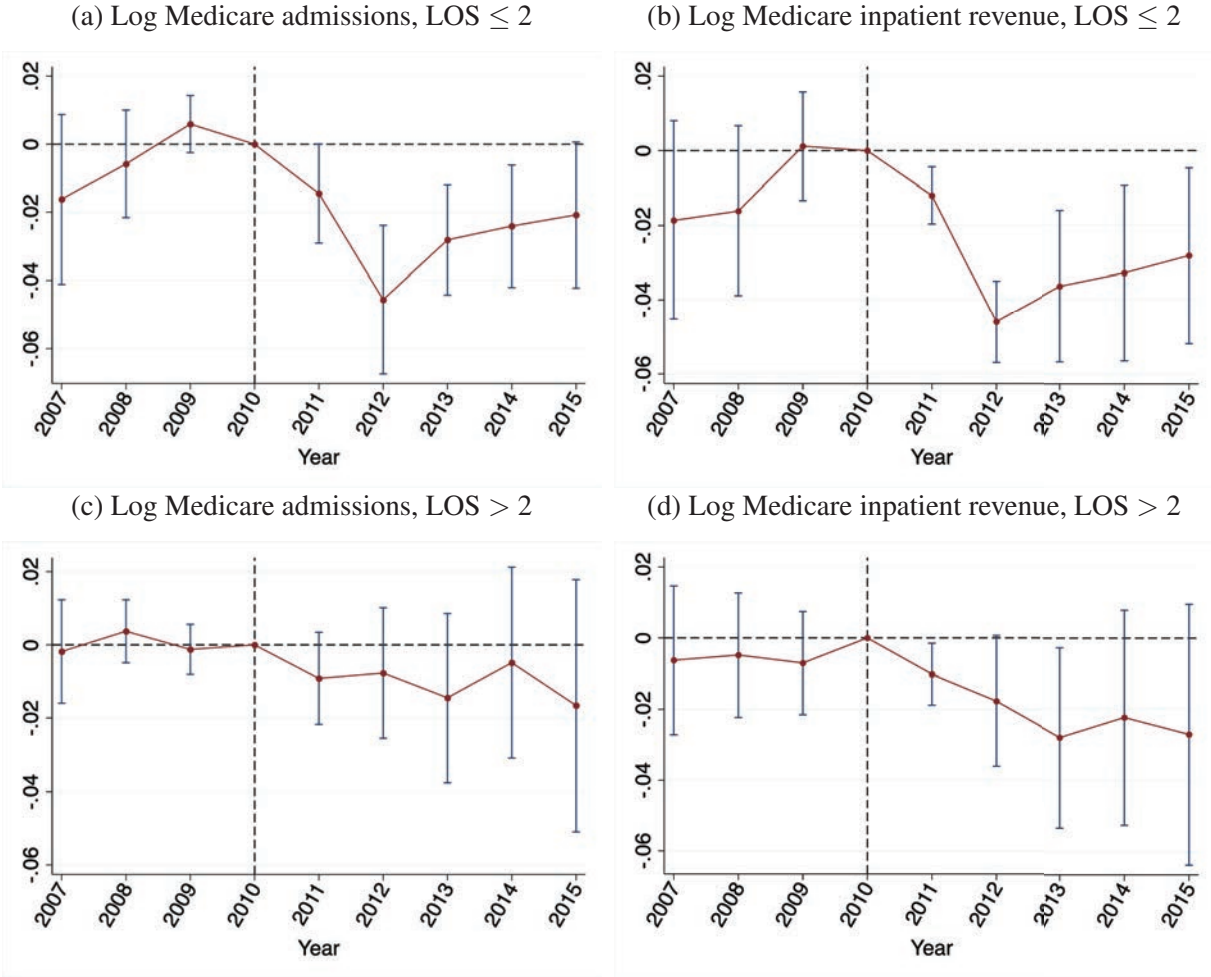 (a) Log Medicare admissions, LOS ≤ 2
.02
0
-.02
-.04
-.06
2007 2008 2009 2010 2011 2012 2013 2014 2015
Year
(b) Log Medicare inpatient revenue, LOS ≤ 2
.02
0
-.02
-.04
-.06
2007 2008 2009 2010 2011 2012 2013 2014 2015
Year
(c) Log Medicare admissions, LOS > 2
.02
0
-.02
-.04
-.06
2007 2008 2009 2010 2011 2012 2013 2014 2015
Year
(d) Log Medicare inpatient revenue, LOS > 2
.02
0
-.02
-.04
-.06
2007 2008 2009 2010 2011 2012 2013 2014 2015
Year